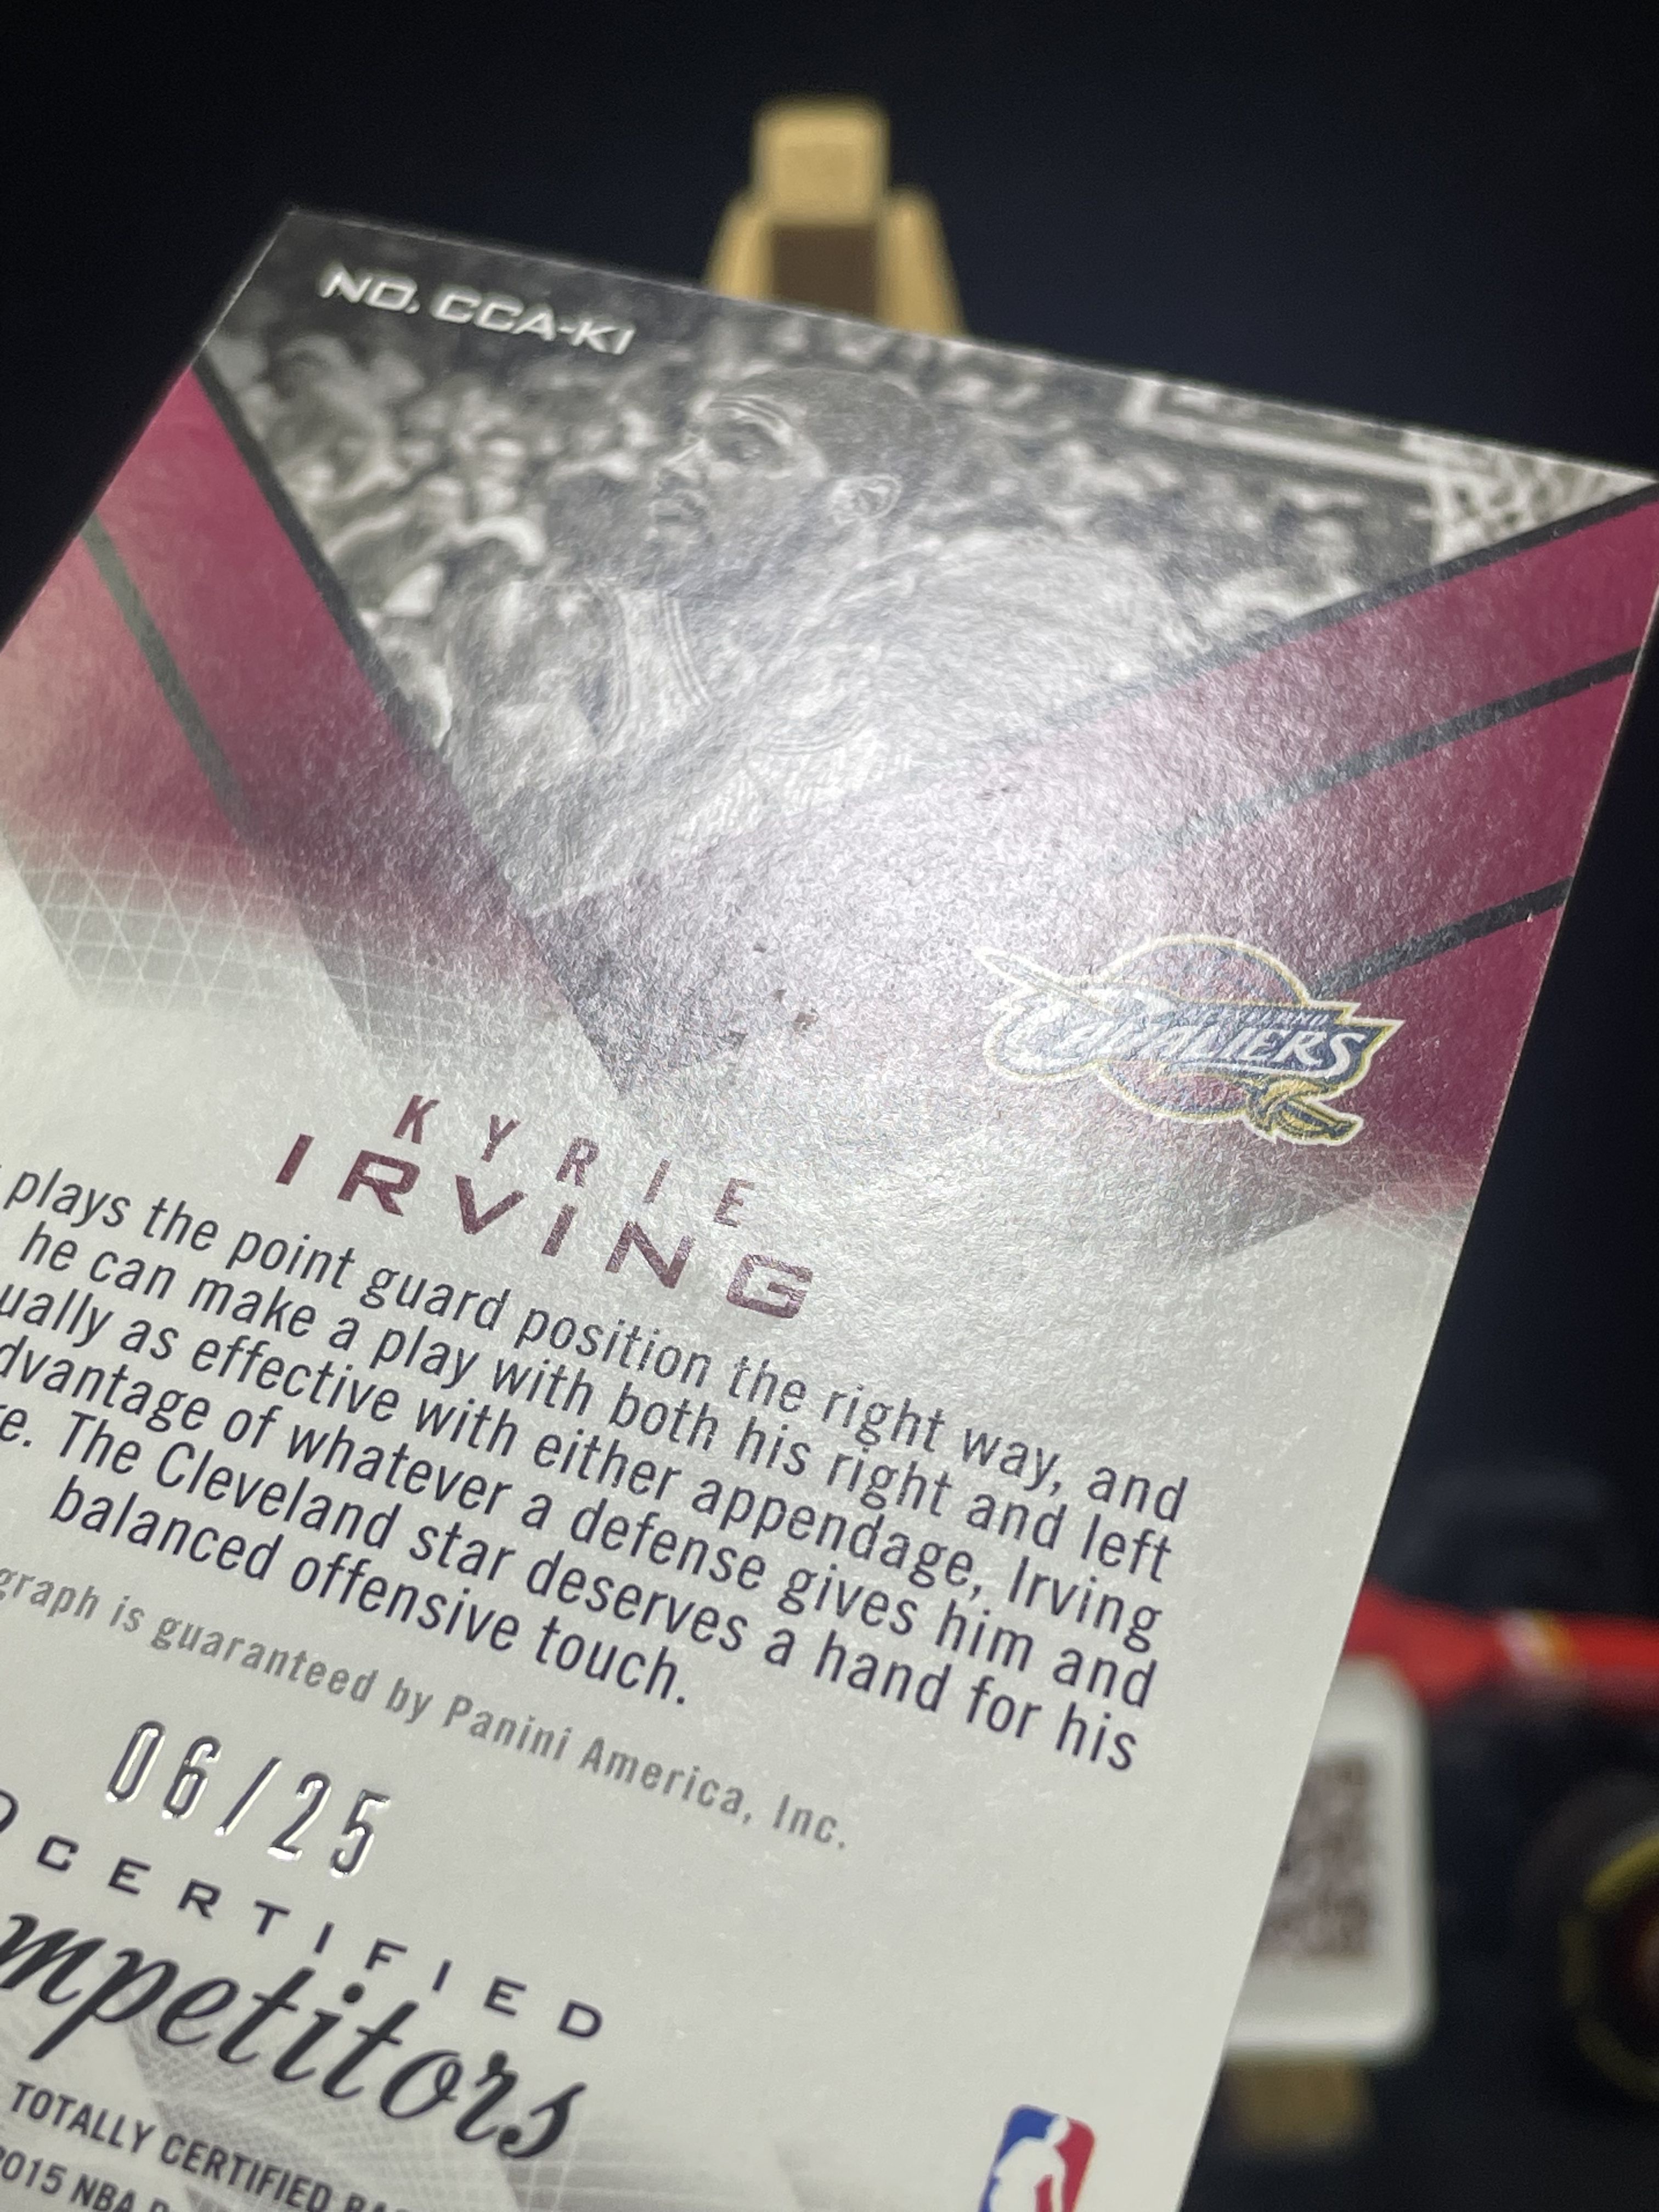 NO. CCA-KI
CLEVELAND
CAVALIERS
KYRIE
IRVING
plays the point guard position the right way, and
he can make a play with both his right and left
ually as effective with either appendage, Irving
dvantage of whatever a defense gives him and
e. The Cleveland star deserves a hand for his
balanced offensive touch.
graph is guaranteed by Panini America, Inc.
06/25
CERTIFIED
mpetitors
TOTALLY CERTIFIED
2015 NBA